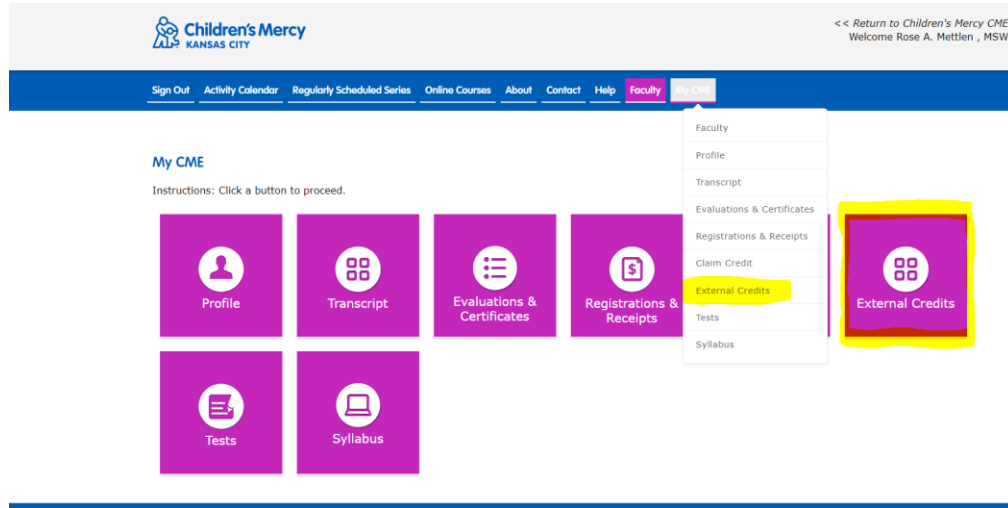 Children's Mercy
KANSAS CITY
<< Return to Children's Mercy CME
Welcome Rose A. Mettlen , MSW
Sign Out Activity Calendar Regularly Scheduled Series Online Courses About Contact Help Faculty My CME
Faculty
Profile
Transcript
Evaluations & Certificates
Registrations & Receipts
Claim Credit
External Credits
Tests
Syllabus
My CME
Instructions: Click a button to proceed.
Profile
Transcript
Evaluations &
Certificates
Registrations &
Receipts
External Credits
Tests
Syllabus